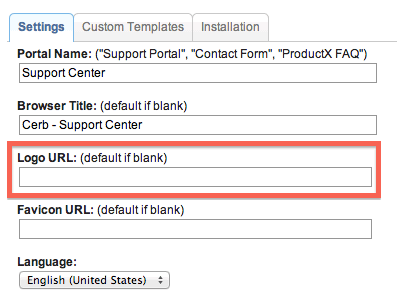 Settings Custom Templates Installation
Portal Name: ("Support Portal", "Contact Form", "ProductX FAQ")
Support Center
Browser Title: (default if blank)
Cerb - Support Center
Logo URL: (default if blank)
Favicon URL: (default if blank)
Language:
English (United States)